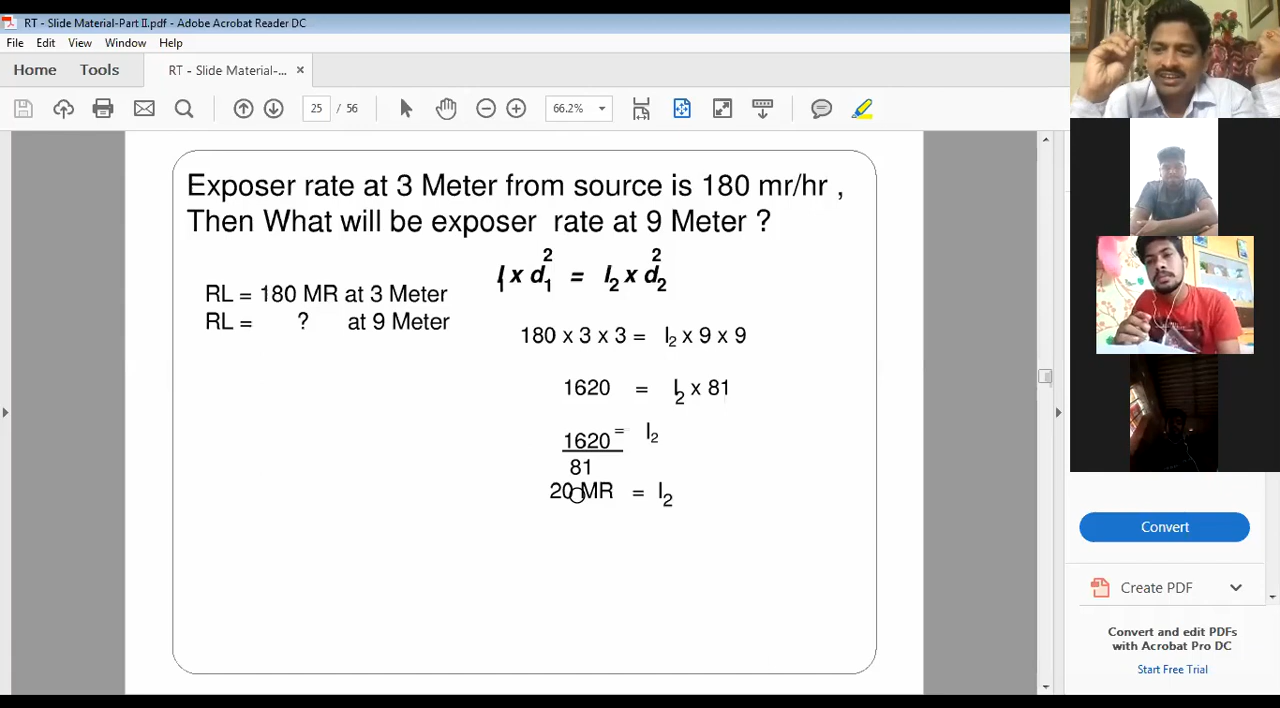 RT - Slide Material-Part II.pdf - Adobe Acrobat Reader DC
File Edit View Window Help
Home Tools RT - Slide Material-... ×
25 / 56 66.2%
Exposer rate at 3 Meter from source is 180 mr/hr ,
Then What will be exposer rate at 9 Meter ?
I x d₁² = I₂ x d₂²
RL = 180 MR at 3 Meter
RL = ? at 9 Meter
180 x 3 x 3 = I₂ x 9 x 9
1620 = I₂ x 81
1620 = I₂
81
20 MR = I₂
Convert
Create PDF
Convert and edit PDFs
with Acrobat Pro DC
Start Free Trial